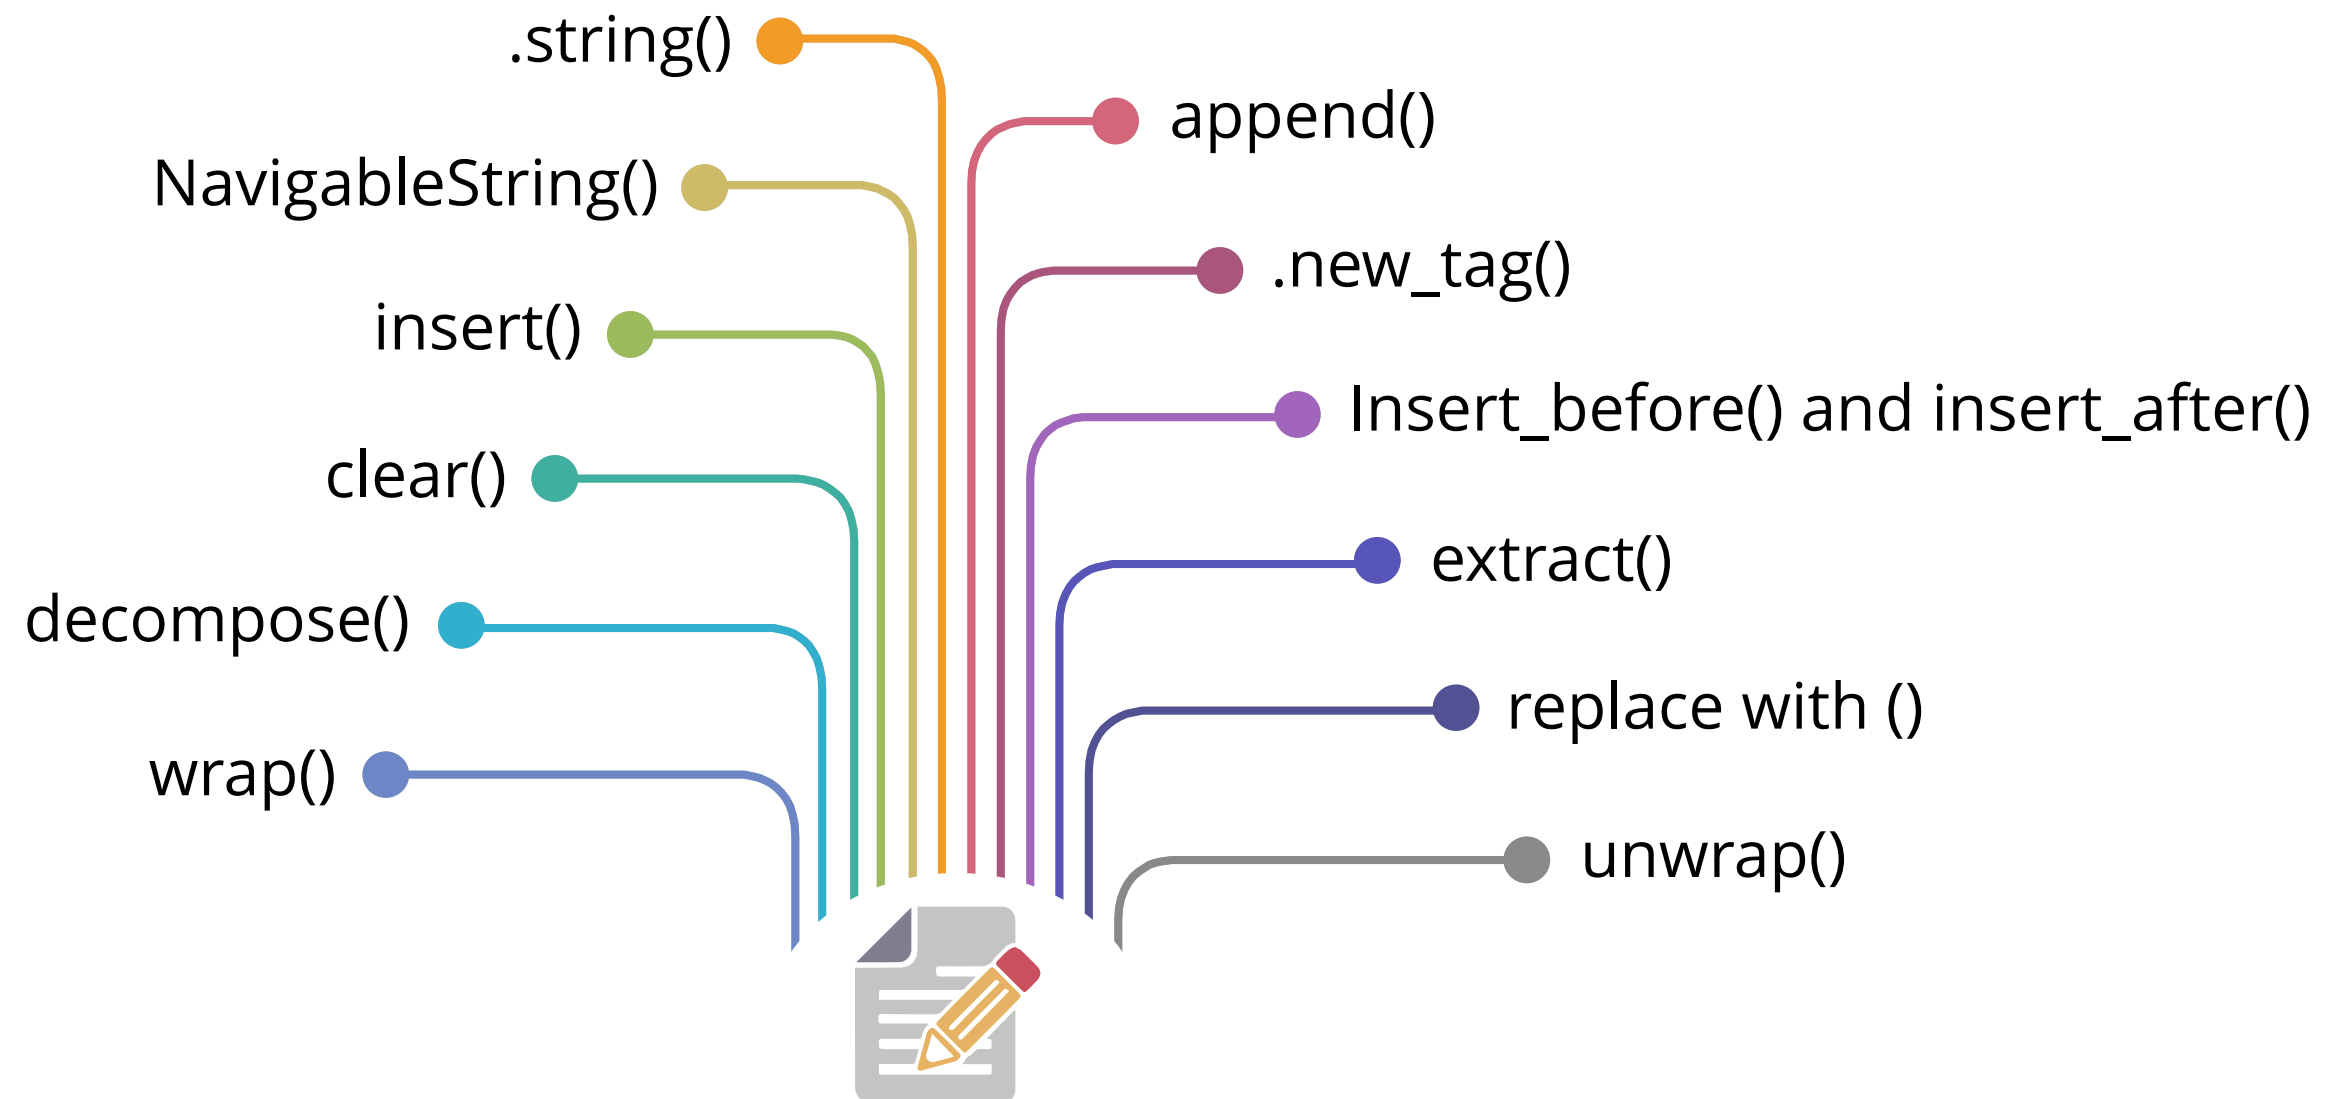 .string()
append()
NavigableString()
.new_tag()
insert()
Insert_before() and insert_after()
clear()
extract()
decompose()
replace with ()
wrap()
unwrap()